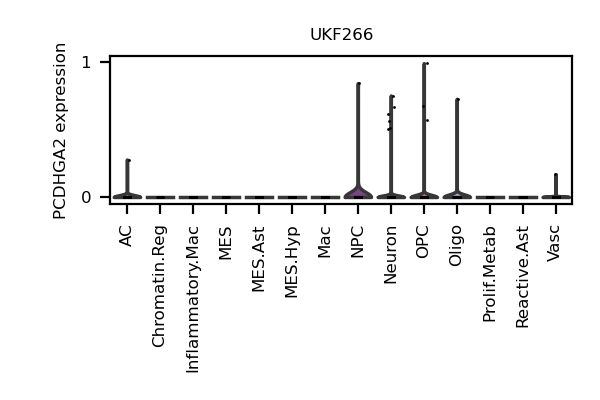 UKF266
PCDHGA2 expression
1
0
AC
Chromatin.Reg
Inflammatory.Mac
MES
MES.Ast
MES.Hyp
Mac
NPC
Neuron
OPC
Oligo
Prolif.Metab
Reactive.Ast
Vasc